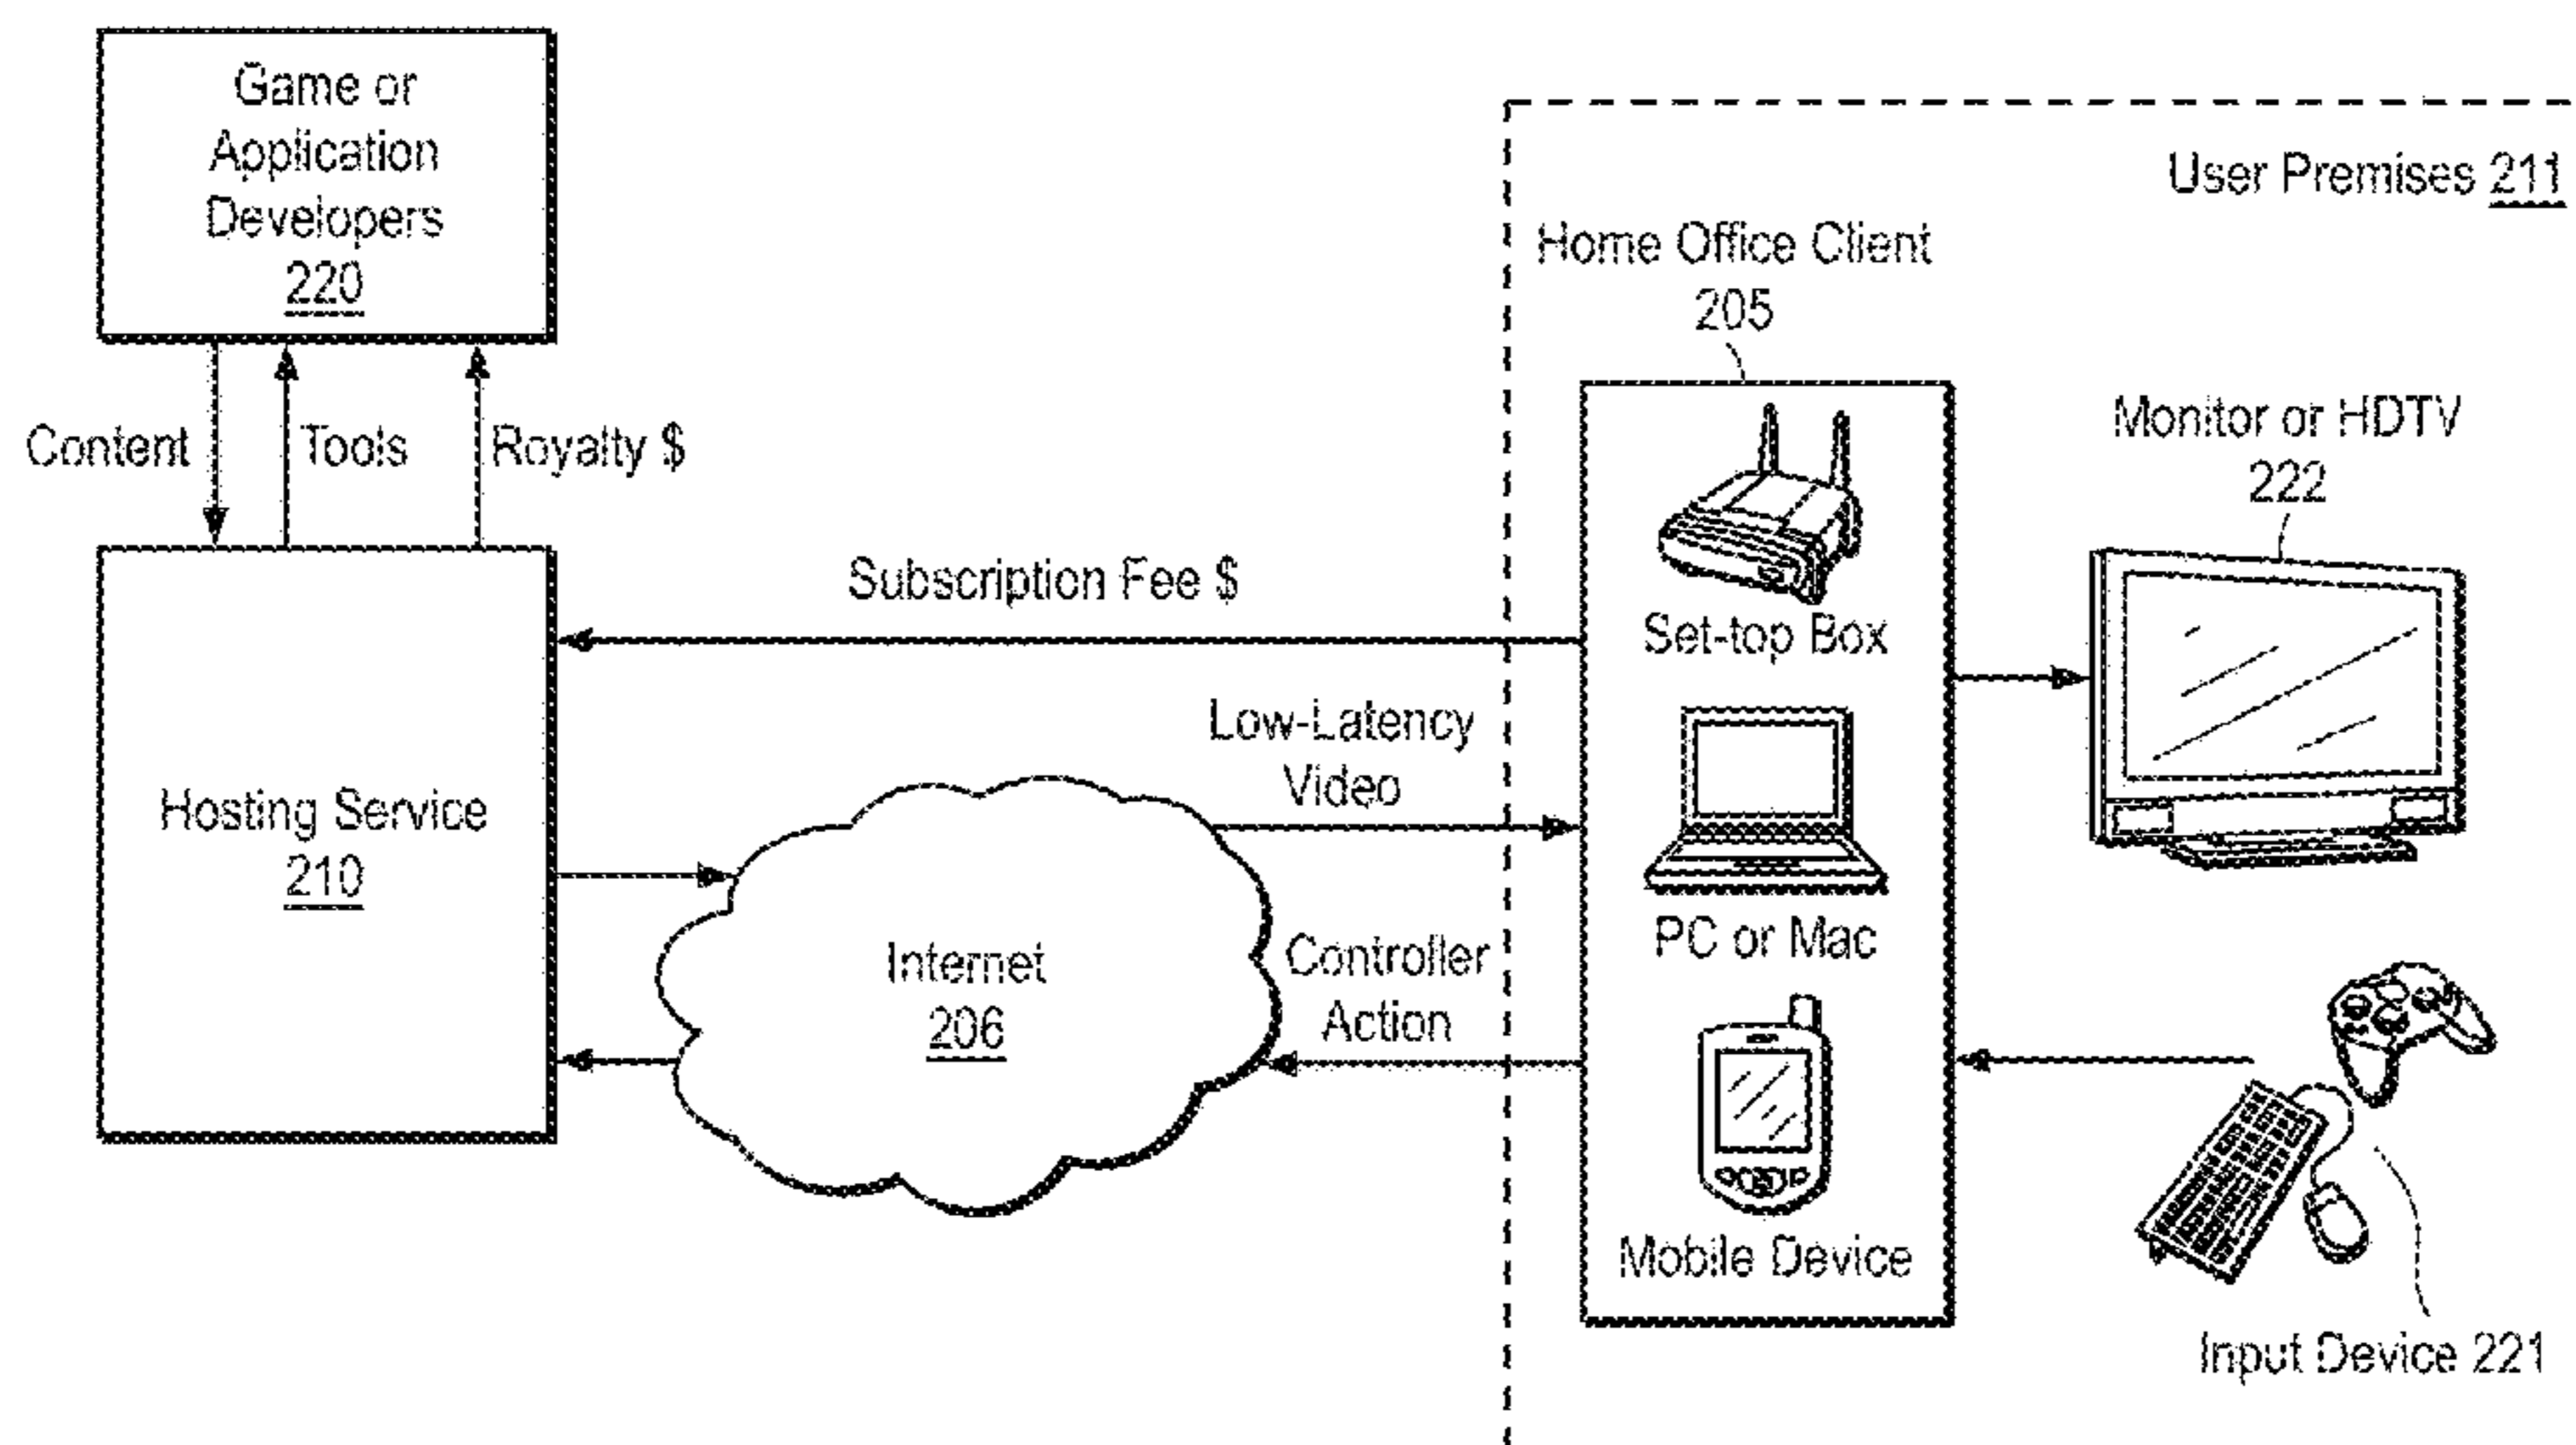 Game or
Application
Developers
220
User Premises 211
Home Office Client
205
Content
Tools
Royalty $
Monitor or HDTV
222
Subscription Fee $
Set-top Box
Low-Latency
Video
Hosting Service
210
PC or Mac
Internet
206
Controller
Action
Mobile Device
Input Device 221